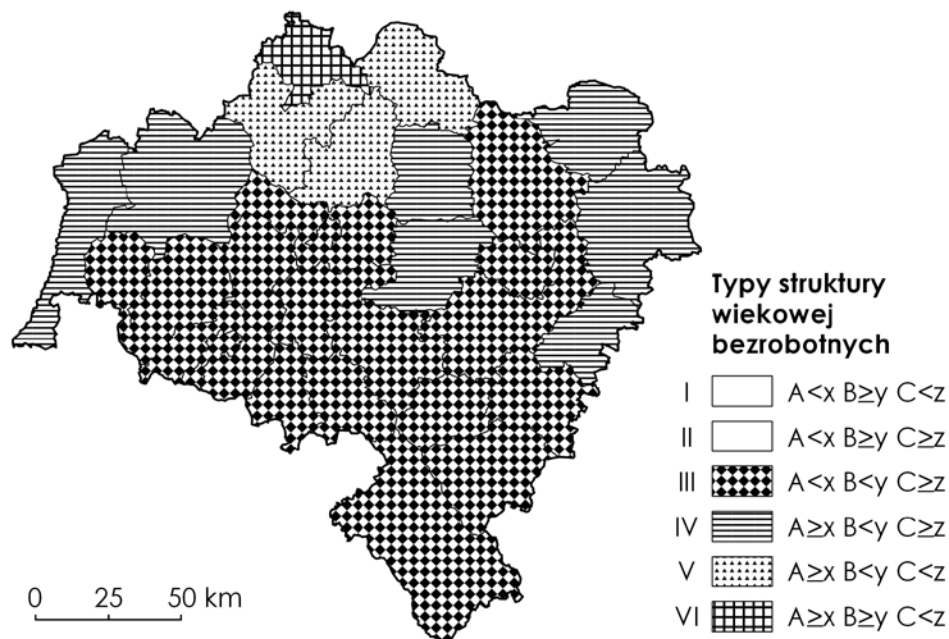 Typy struktury
wiekowej
bezrobotnych
I A<x B≥y C<z
II A<x B≥y C≥z
III A<x B<y C≥z
IV A≥x B<y C≥z
V A≥x B<y C<z
VI A≥x B≥y C<z
0 25 50 km